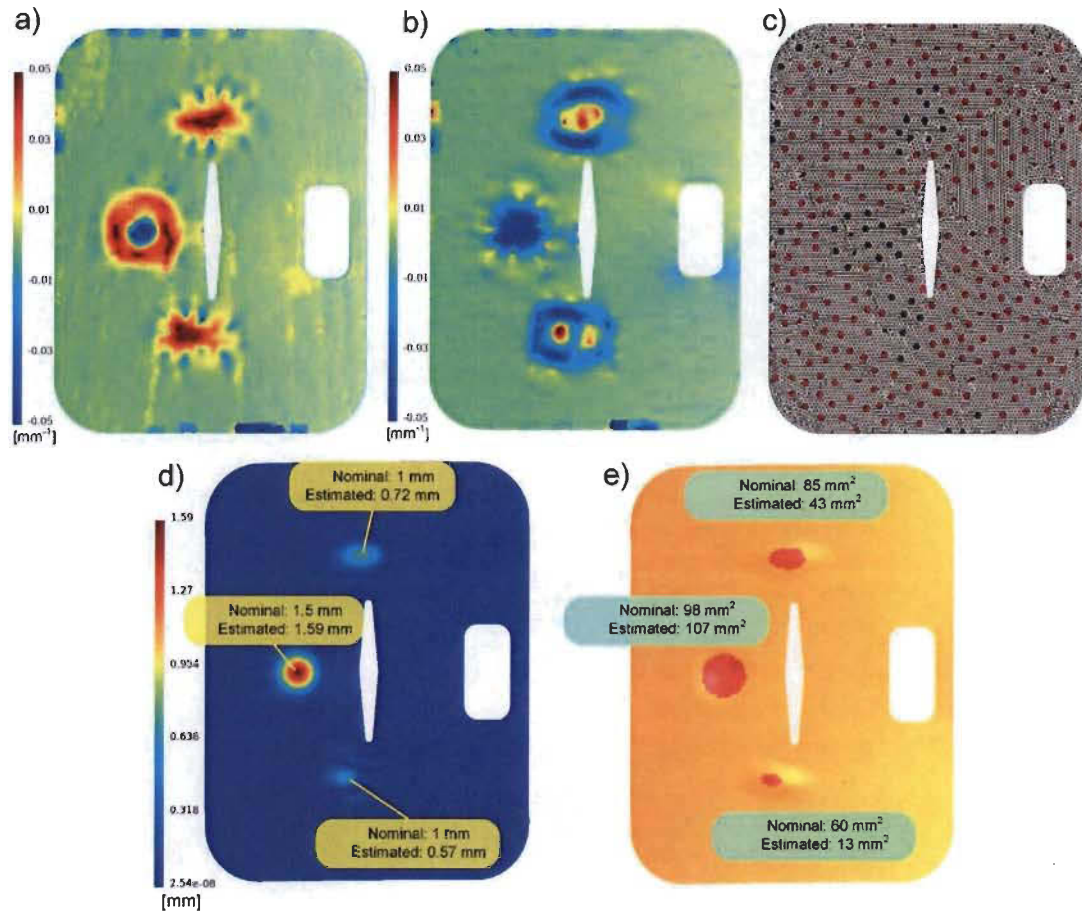 a)
b)
c)
0.05
0.03
0.01
-0.01
-0.03
-0.05
[mm⁻¹]
0.05
0.03
0.01
-0.01
-0.03
-0.05
[mm⁻¹]
d)
Nominal: 1 mm
Estimated: 0.72 mm
1.59
1.27
0.954
0.636
0.318
2.54e-08
[mm]
Nominal: 1.5 mm
Estimated: 1.59 mm
Nominal: 1 mm
Estimated: 0.57 mm
e)
Nominal: 85 mm²
Estimated: 43 mm²
Nominal: 98 mm²
Estimated: 107 mm²
Nominal: 60 mm²
Estimated: 13 mm²